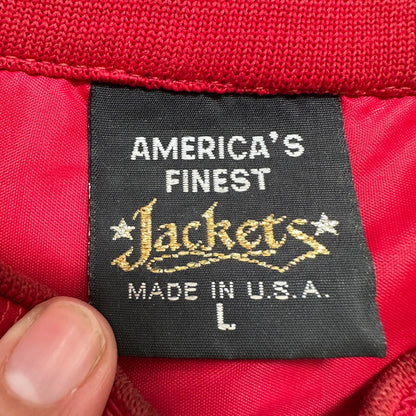 AMERICA'S
FINEST
Jackets
MADE IN U.S.A.
L